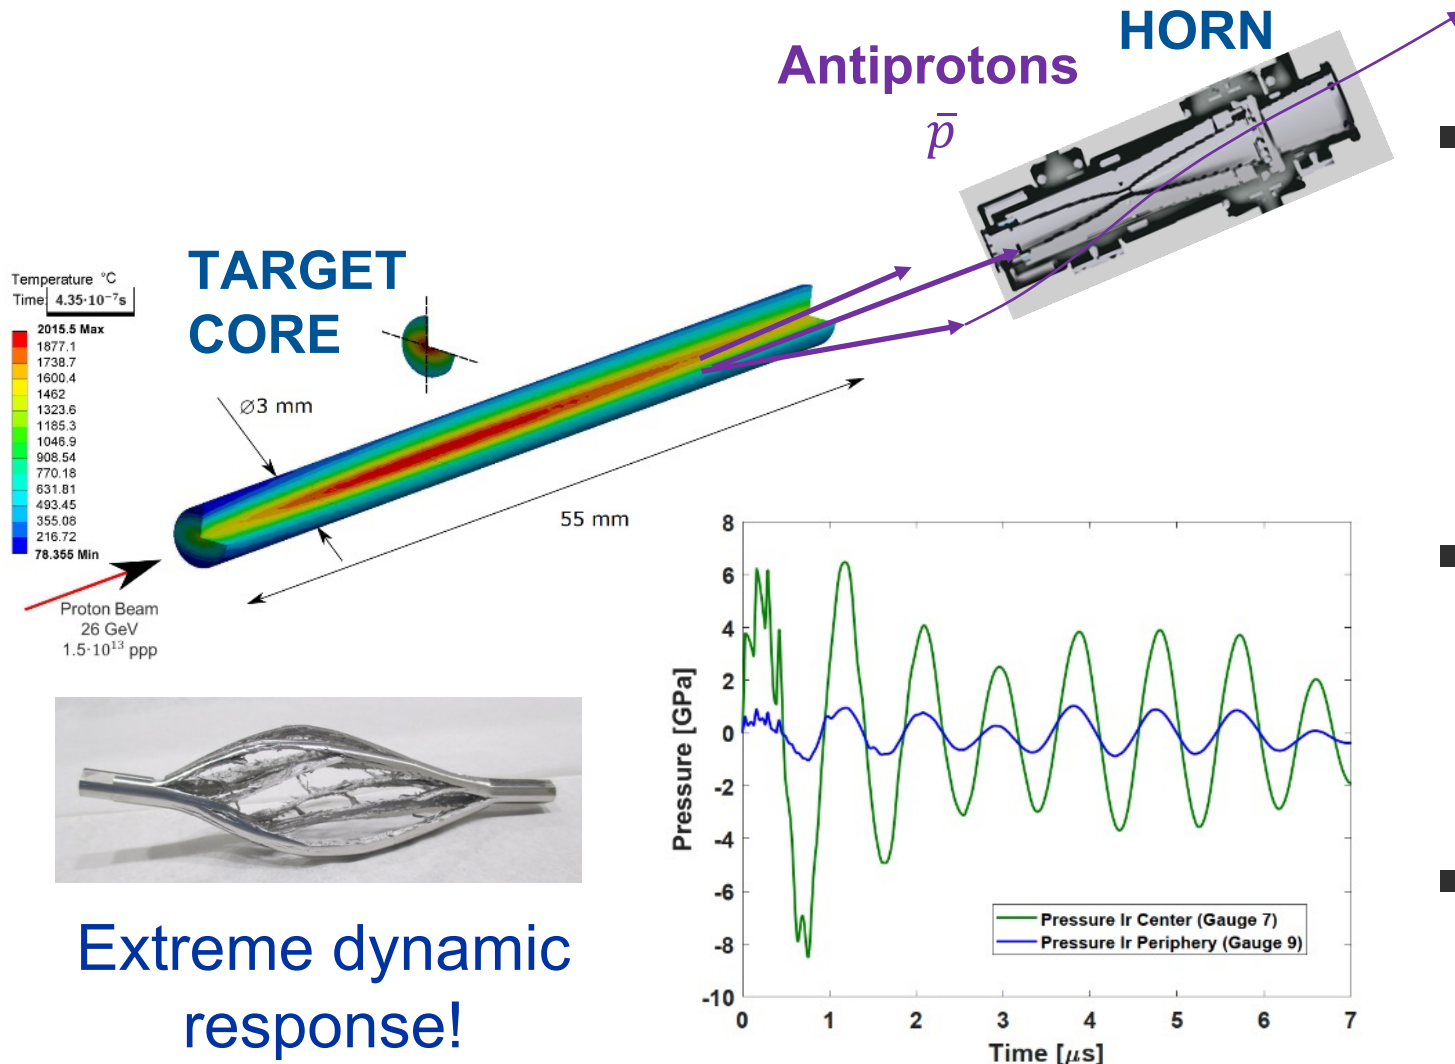 HORN
Antiprotons
p̄
TARGET
CORE
Temperature °C
Time: 4.35·10⁻⁷s
2015.5 Max
1877.1
1738.7
1600.4
1462
1323.6
1185.3
1046.9
908.54
770.18
631.81
493.45
355.08
216.72
78.355 Min
∅3 mm
55 mm
Proton Beam
26 GeV
1.5·10¹³ ppp
Extreme dynamic
response!
Pressure [GPa]
8
6
4
2
0
-2
-4
-6
-8
-10
Pressure Ir Center (Gauge 7)
Pressure Ir Periphery (Gauge 9)
0 1 2 3 4 5 6 7
Time [μs]